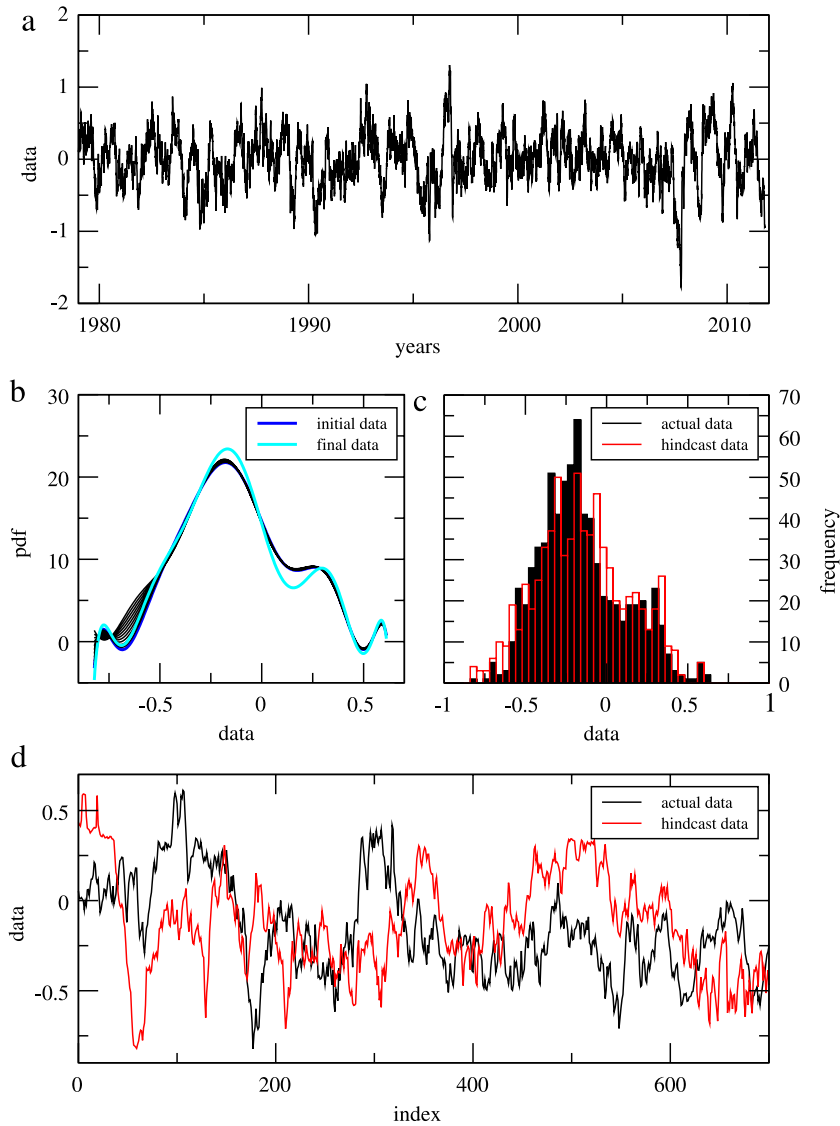 a
2
1
0
-1
-2
data
1980 1990 2000 2010
years
b
30
20
10
0
pdf
initial data
final data
-0.5 0 0.5
data
c
actual data
hindcast data
70
60
50
40
30
20
10
0
frequency
-1 -0.5 0 0.5 1
data
d
0.5
0
-0.5
data
actual data
hindcast data
0 200 400 600
index